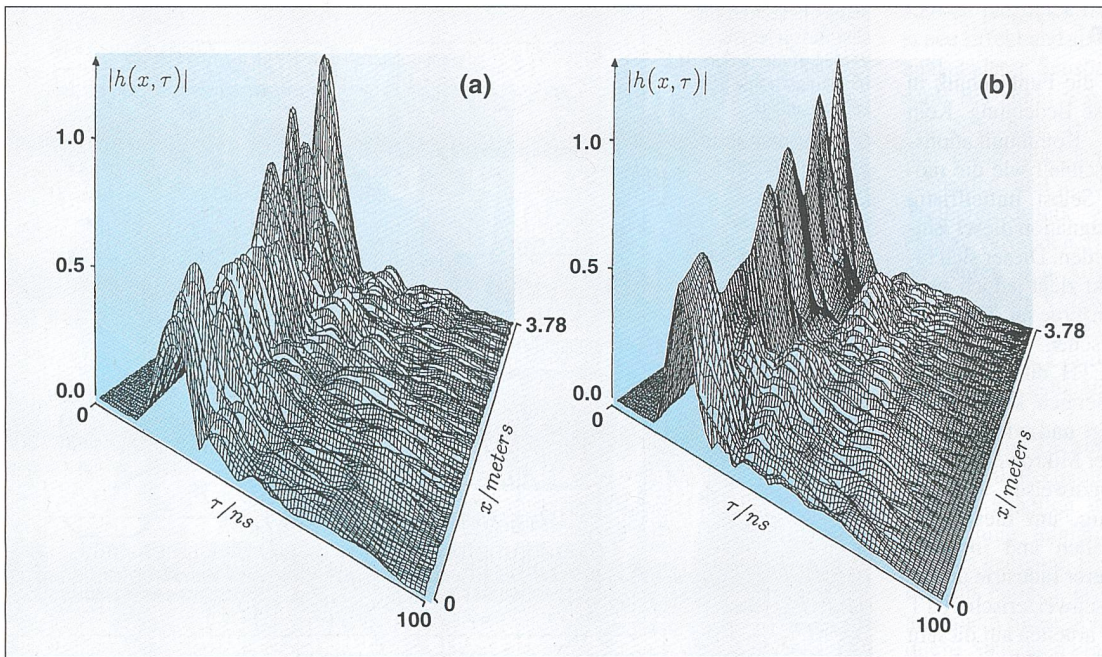 |h(x, τ)|
(a)
1.0
0.5
0.0
0
τ/ns
100
0
x/meters
3.78
|h(x, τ)|
(b)
1.0
0.5
0.0
0
τ/ns
100
0
x/meters
3.78